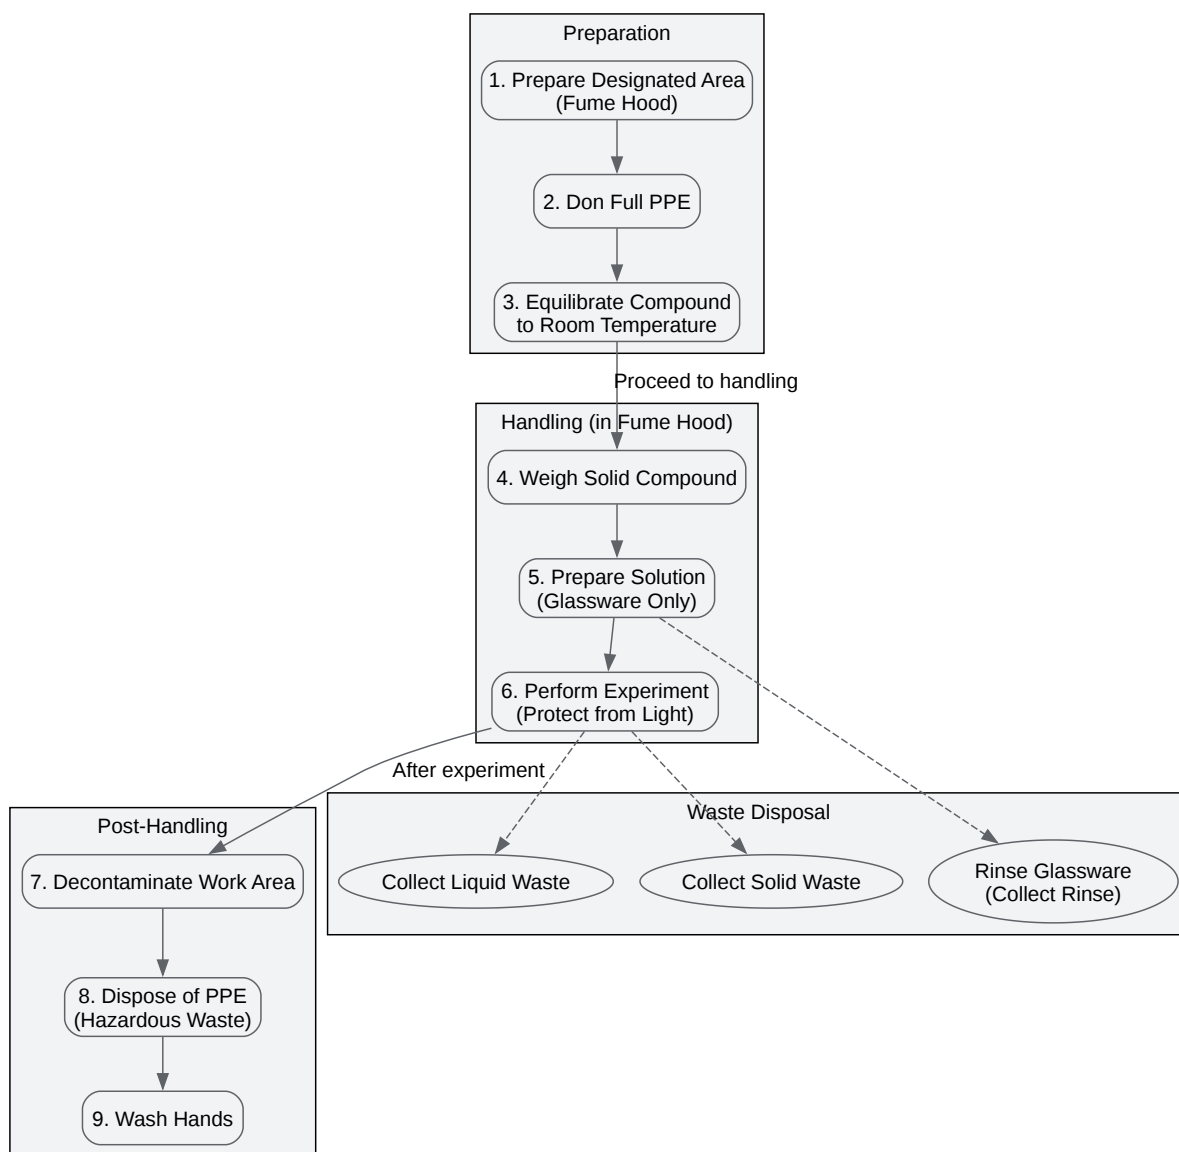 Preparation
1. Prepare Designated Area
(Fume Hood)
2. Don Full PPE
3. Equilibrate Compound
to Room Temperature
Proceed to handling
Handling (in Fume Hood)
4. Weigh Solid Compound
5. Prepare Solution
(Glassware Only)
6. Perform Experiment
(Protect from Light)
After experiment
Post-Handling
7. Decontaminate Work Area
8. Dispose of PPE
(Hazardous Waste)
9. Wash Hands
Waste Disposal
Collect Liquid Waste
Collect Solid Waste
Rinse Glassware
(Collect Rinse)